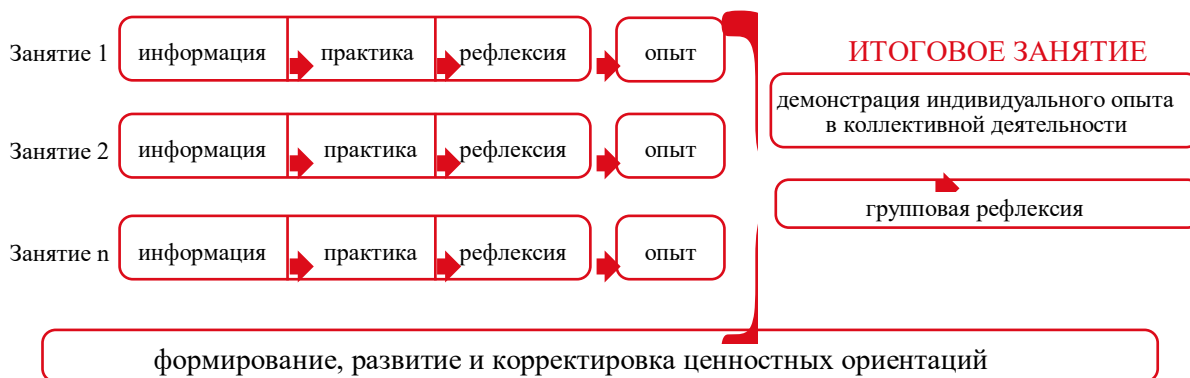 Занятие 1 информация практика рефлексия опыт
Занятие 2 информация практика рефлексия опыт
Занятие n информация практика рефлексия опыт
ИТОГОВОЕ ЗАНЯТИЕ
демонстрация индивидуального опыта
в коллективной деятельности
групповая рефлексия
формирование, развитие и корректировка ценностных ориентаций